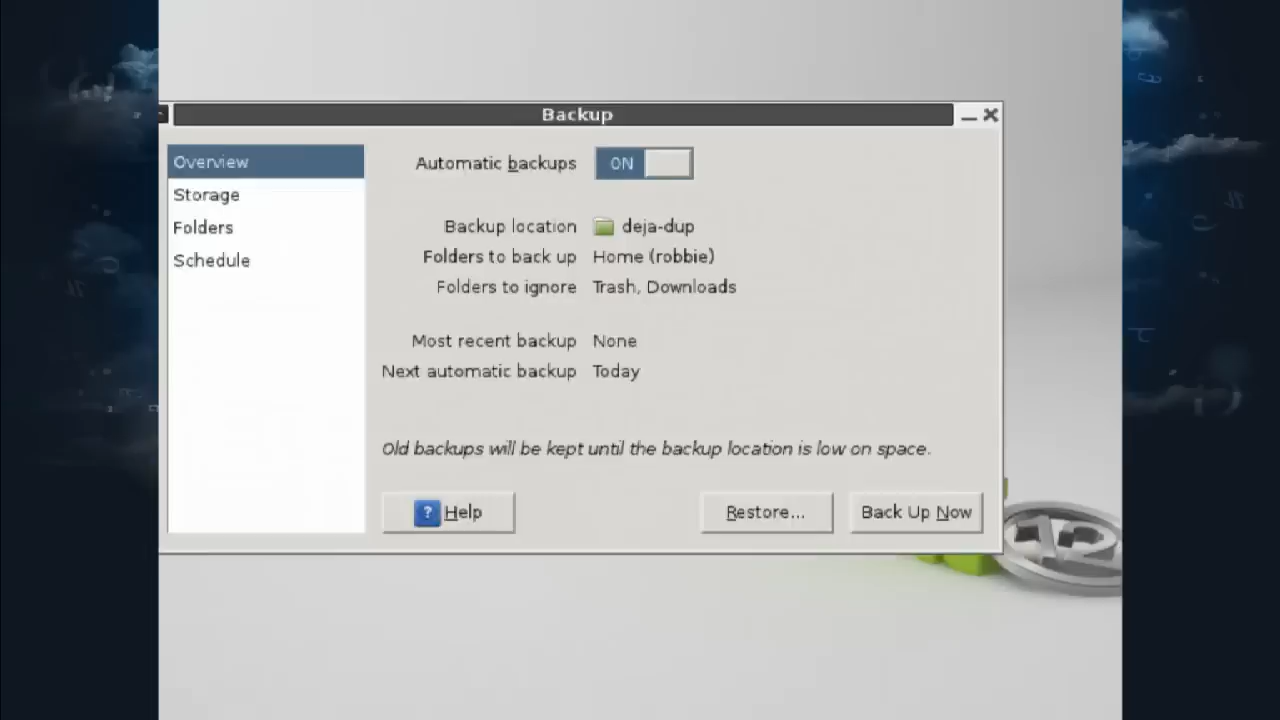 Backup
Overview
Storage
Folders
Schedule
Automatic backups ON
Backup location deja-dup
Folders to back up Home (robbie)
Folders to ignore Trash, Downloads
Most recent backup None
Next automatic backup Today
Old backups will be kept until the backup location is low on space.
? Help
Restore...
Back Up Now
12